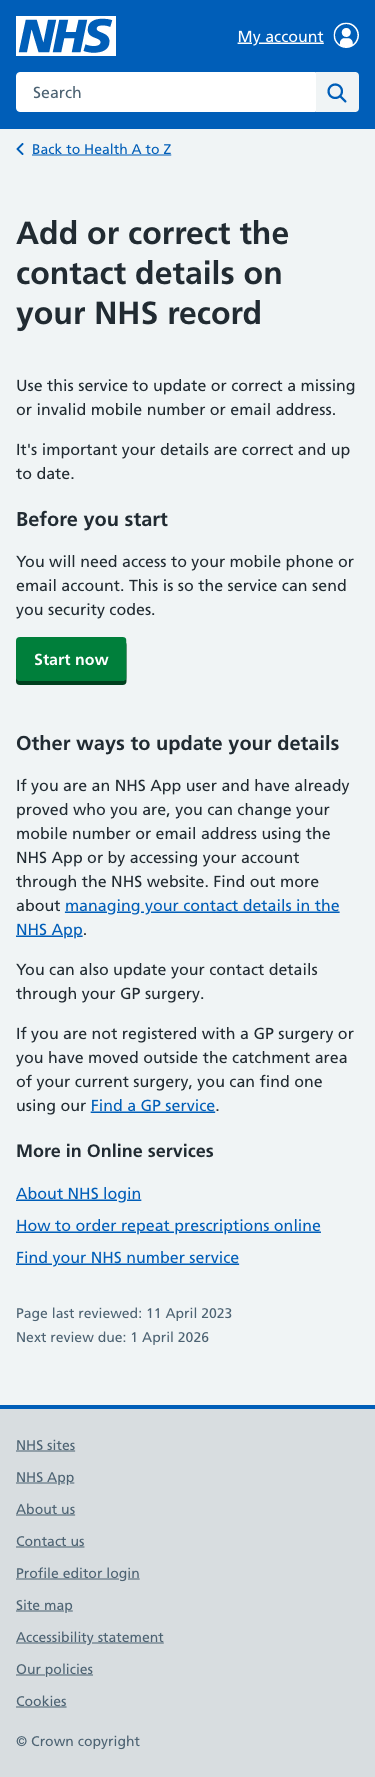 NHS
My account
Search
Back to Health A to Z
Add or correct the
contact details on
your NHS record
Use this service to update or correct a missing
or invalid mobile number or email address.
It's important your details are correct and up
to date.
Before you start
You will need access to your mobile phone or
email account. This is so the service can send
you security codes.
Start now
Other ways to update your details
If you are an NHS App user and have already
proved who you are, you can change your
mobile number or email address using the
NHS App or by accessing your account
through the NHS website. Find out more
about managing your contact details in the
NHS App.
You can also update your contact details
through your GP surgery.
If you are not registered with a GP surgery or
you have moved outside the catchment area
of your current surgery, you can find one
using our Find a GP service.
More in Online services
About NHS login
How to order repeat prescriptions online
Find your NHS number service
Page last reviewed: 11 April 2023
Next review due: 1 April 2026
NHS sites
NHS App
About us
Contact us
Profile editor login
Site map
Accessibility statement
Our policies
Cookies
© Crown copyright